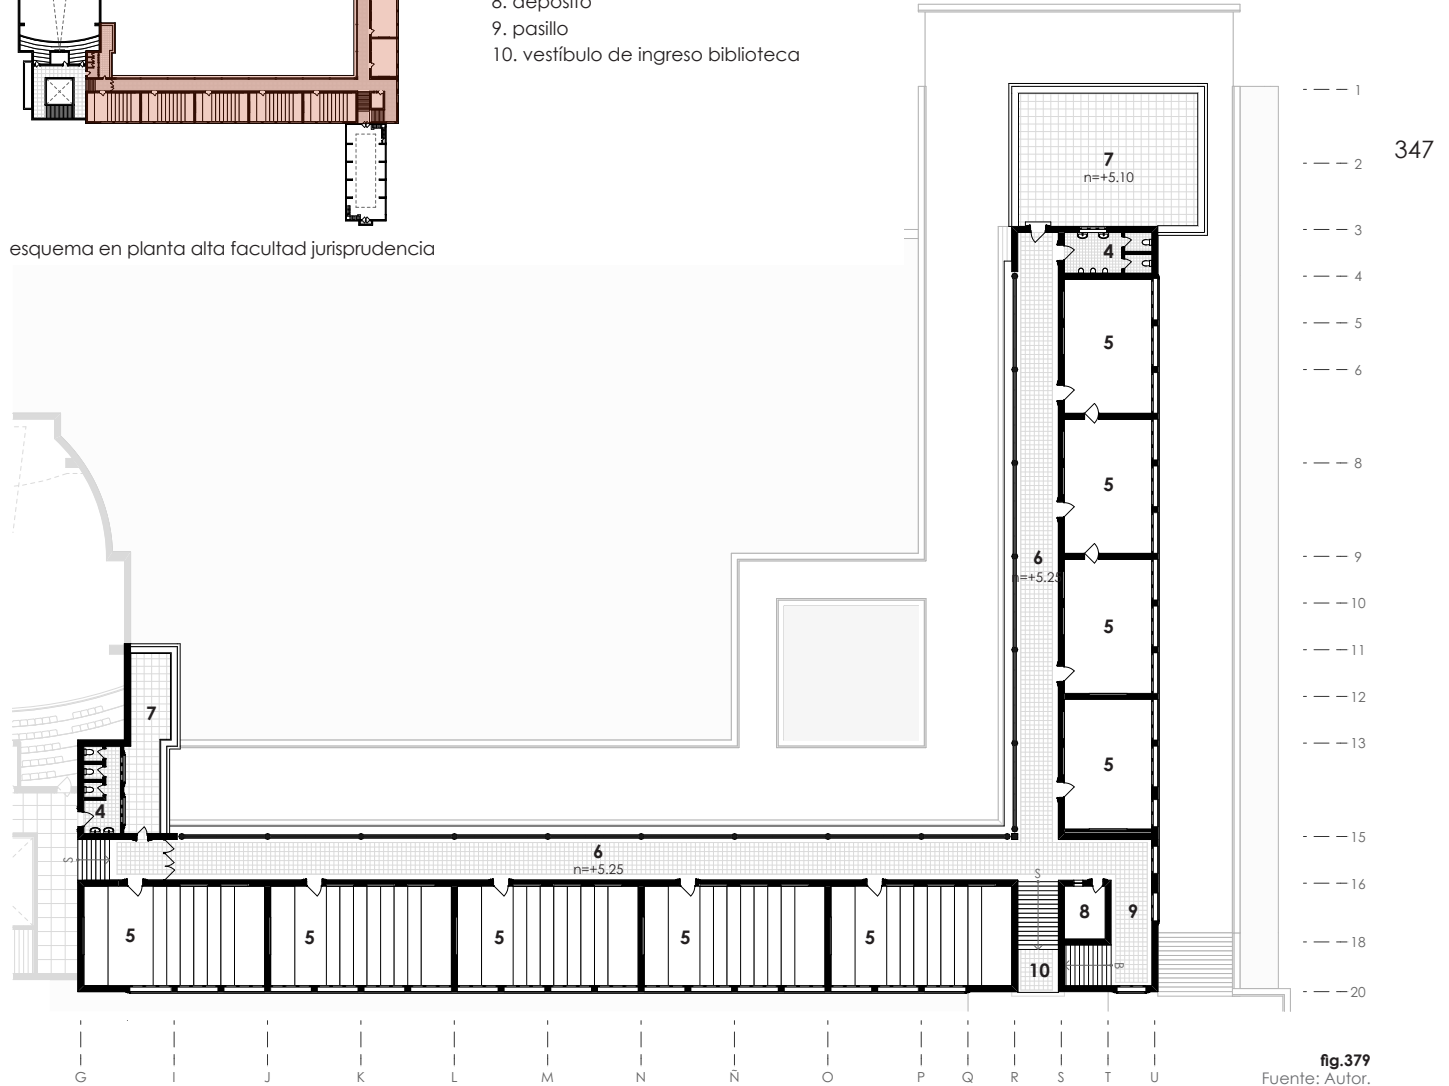 8. depósito
9. pasillo
10. vestíbulo de ingreso biblioteca
347
esquema en planta alta facultad jurisprudencia
1
2
3
4
5
6
8
9
10
11
12
13
15
16
18
20
7
n=+5.10
4
5
5
6
n=+5.25
5
7
5
4
S
6
n=+5.25
S
8
9
5
5
5
5
5
10
B
G
I
J
K
L
M
N
Ñ
O
P
Q
R
S
T
U
fig.379
Fuente: Autor.